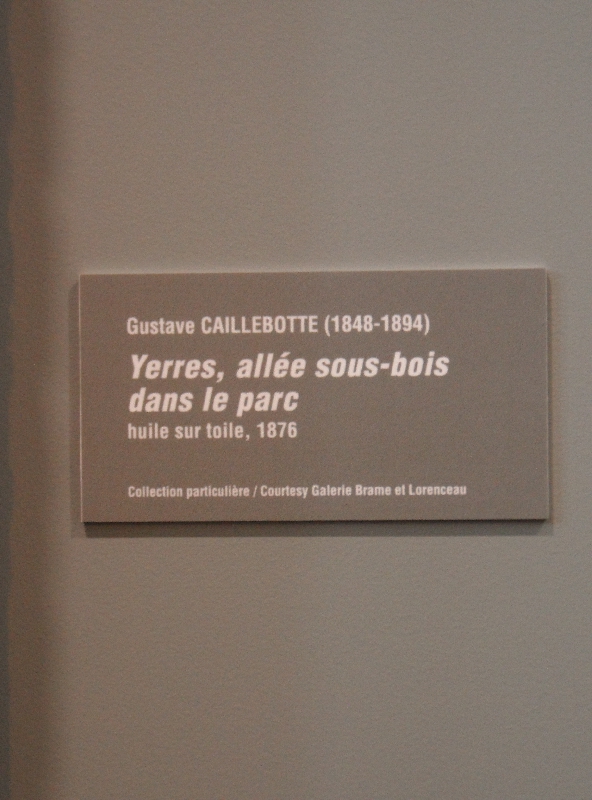 Gustave CAILLEBOTTE (1848-1894)
Yerres, allée sous-bois
dans le parc
huile sur toile, 1876
Collection particulière / Courtesy Galerie Brame et Lorenceau